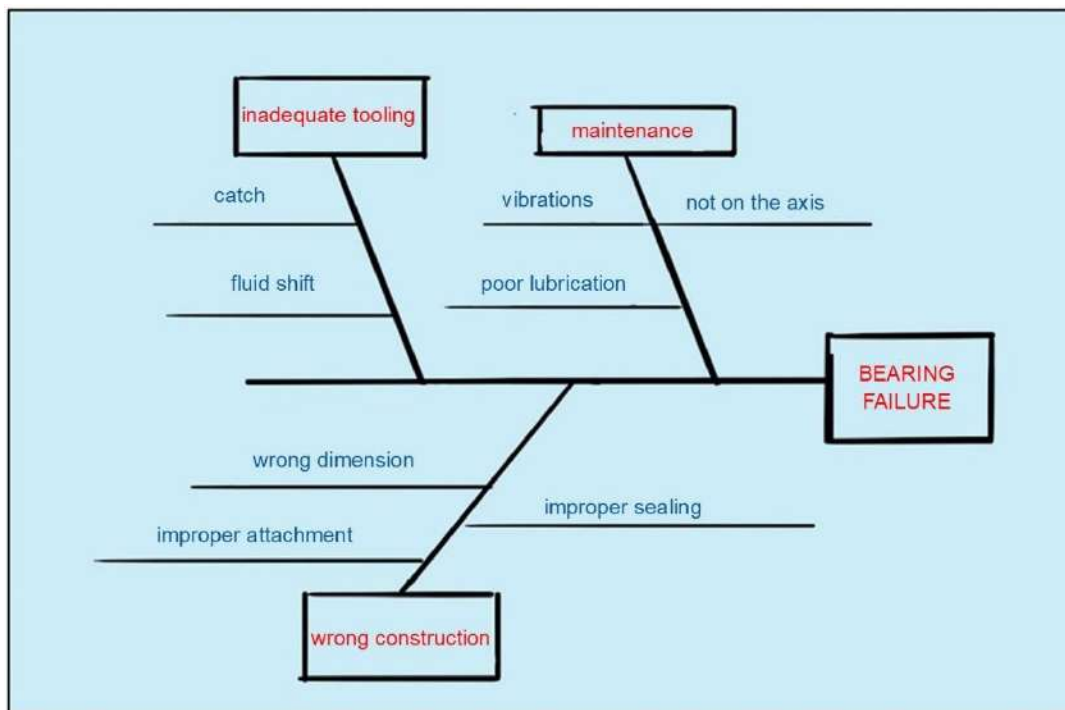 inadequate tooling
maintenance
catch
vibrations
not on the axis
fluid shift
poor lubrication
BEARING
FAILURE
wrong dimension
improper sealing
improper attachment
wrong construction